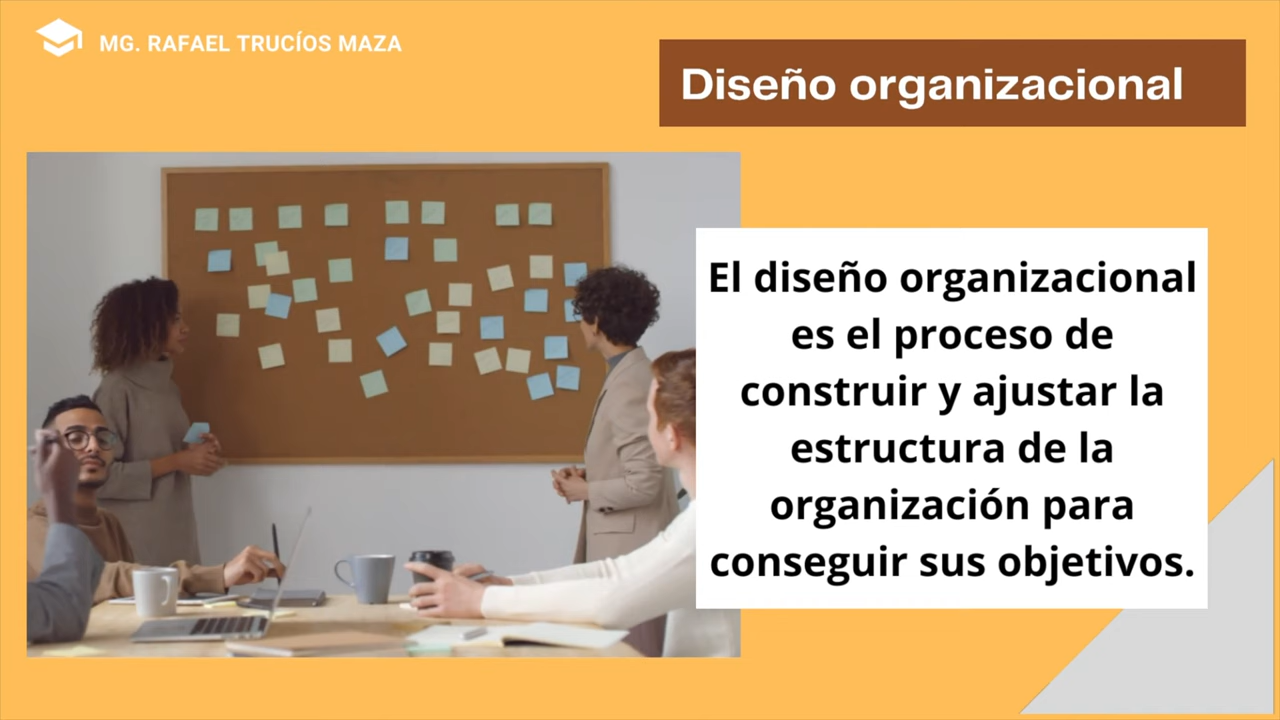 MG. RAFAEL TRUCÍOS MAZA
Diseño organizacional
El diseño organizacional
es el proceso de
construir y ajustar la
estructura de la
organización para
conseguir sus objetivos.